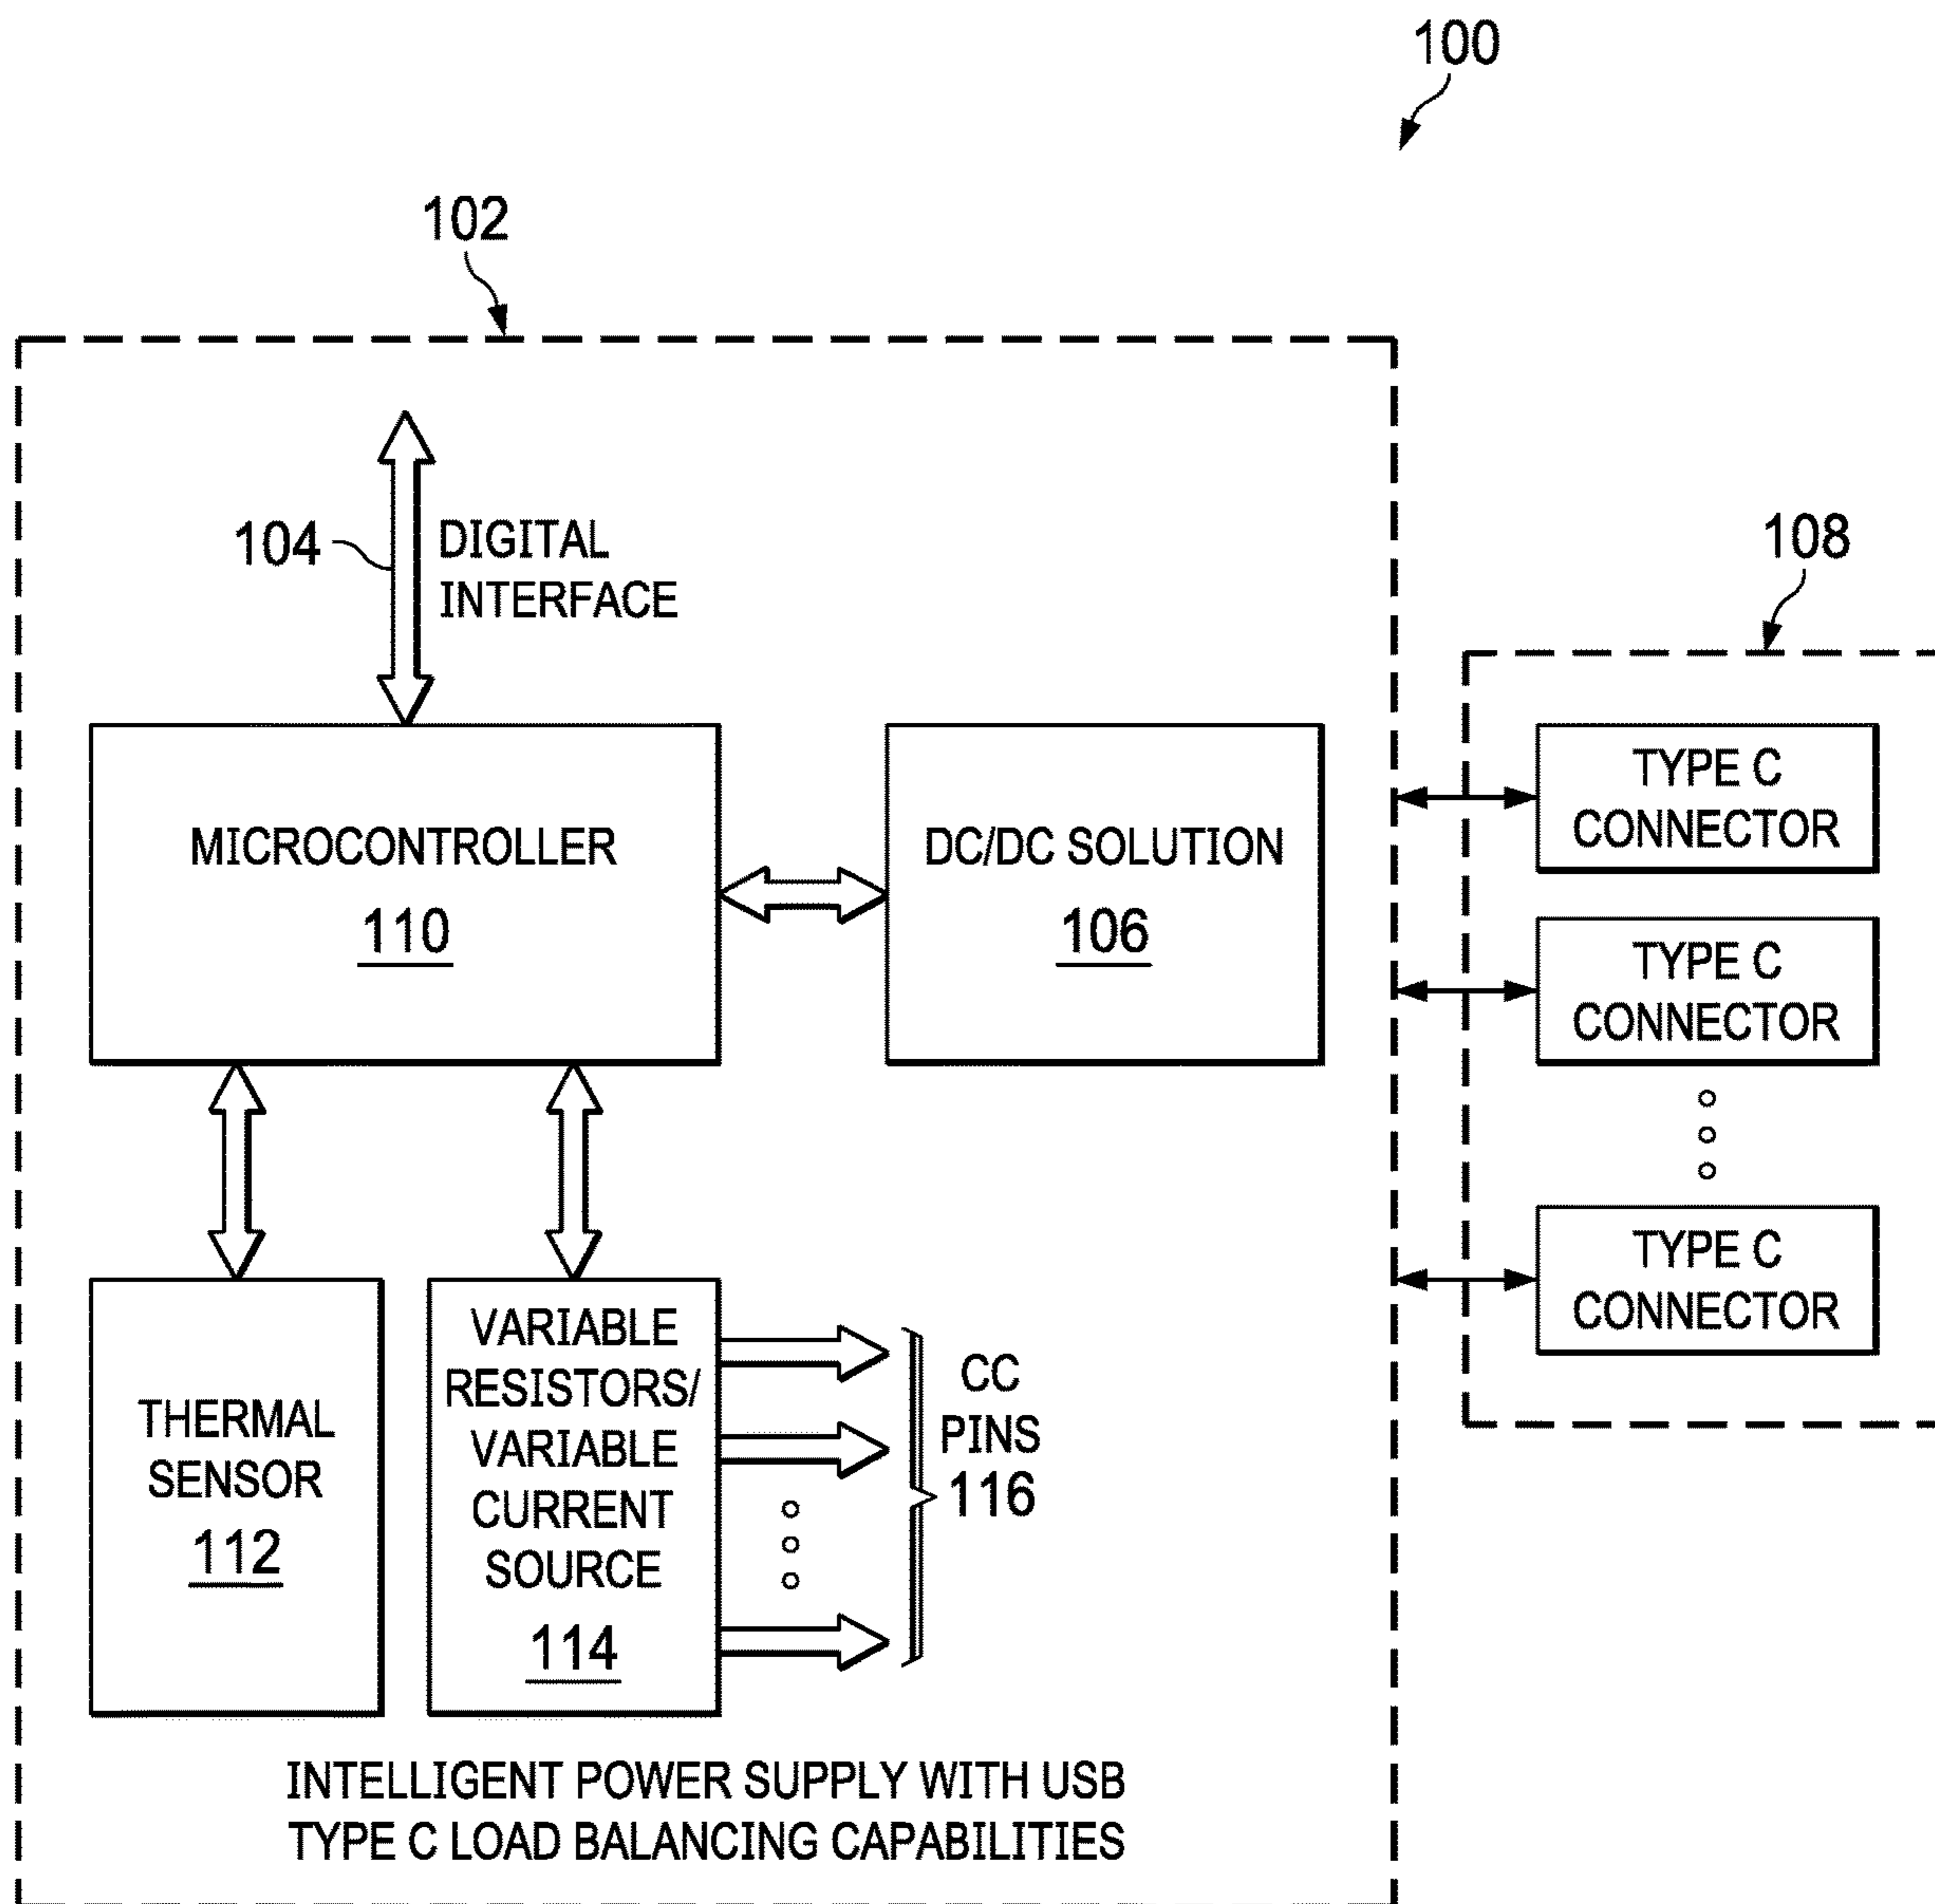 100
102
104
DIGITAL
INTERFACE
108
MICROCONTROLLER
110
DC/DC SOLUTION
106
TYPE C
CONNECTOR
TYPE C
CONNECTOR
TYPE C
CONNECTOR
THERMAL
SENSOR
112
VARIABLE
RESISTORS/
VARIABLE
CURRENT
SOURCE
114
CC
PINS
116
INTELLIGENT POWER SUPPLY WITH USB
TYPE C LOAD BALANCING CAPABILITIES